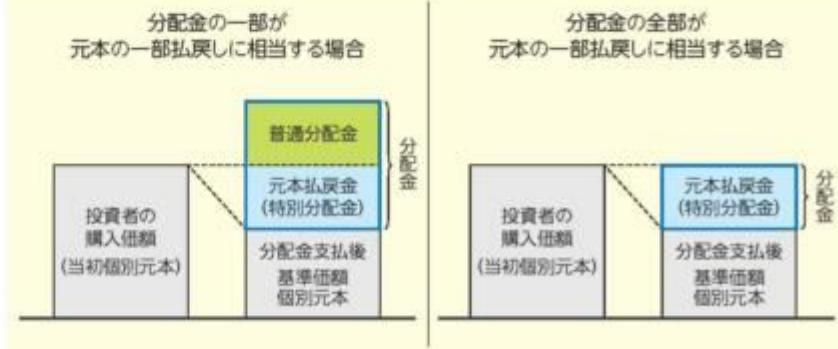 分配金の一部が
元本の一部払戻しに相当する場合
普通分配金
元本払戻金
(特別分配金)
分配金
投資者の
購入価額
(当初個別元本)
分配金支払後
基準価額
個別元本
分配金の全部が
元本の一部払戻しに相当する場合
元本払戻金
(特別分配金)
分配金
投資者の
購入価額
(当初個別元本)
分配金支払後
基準価額
個別元本